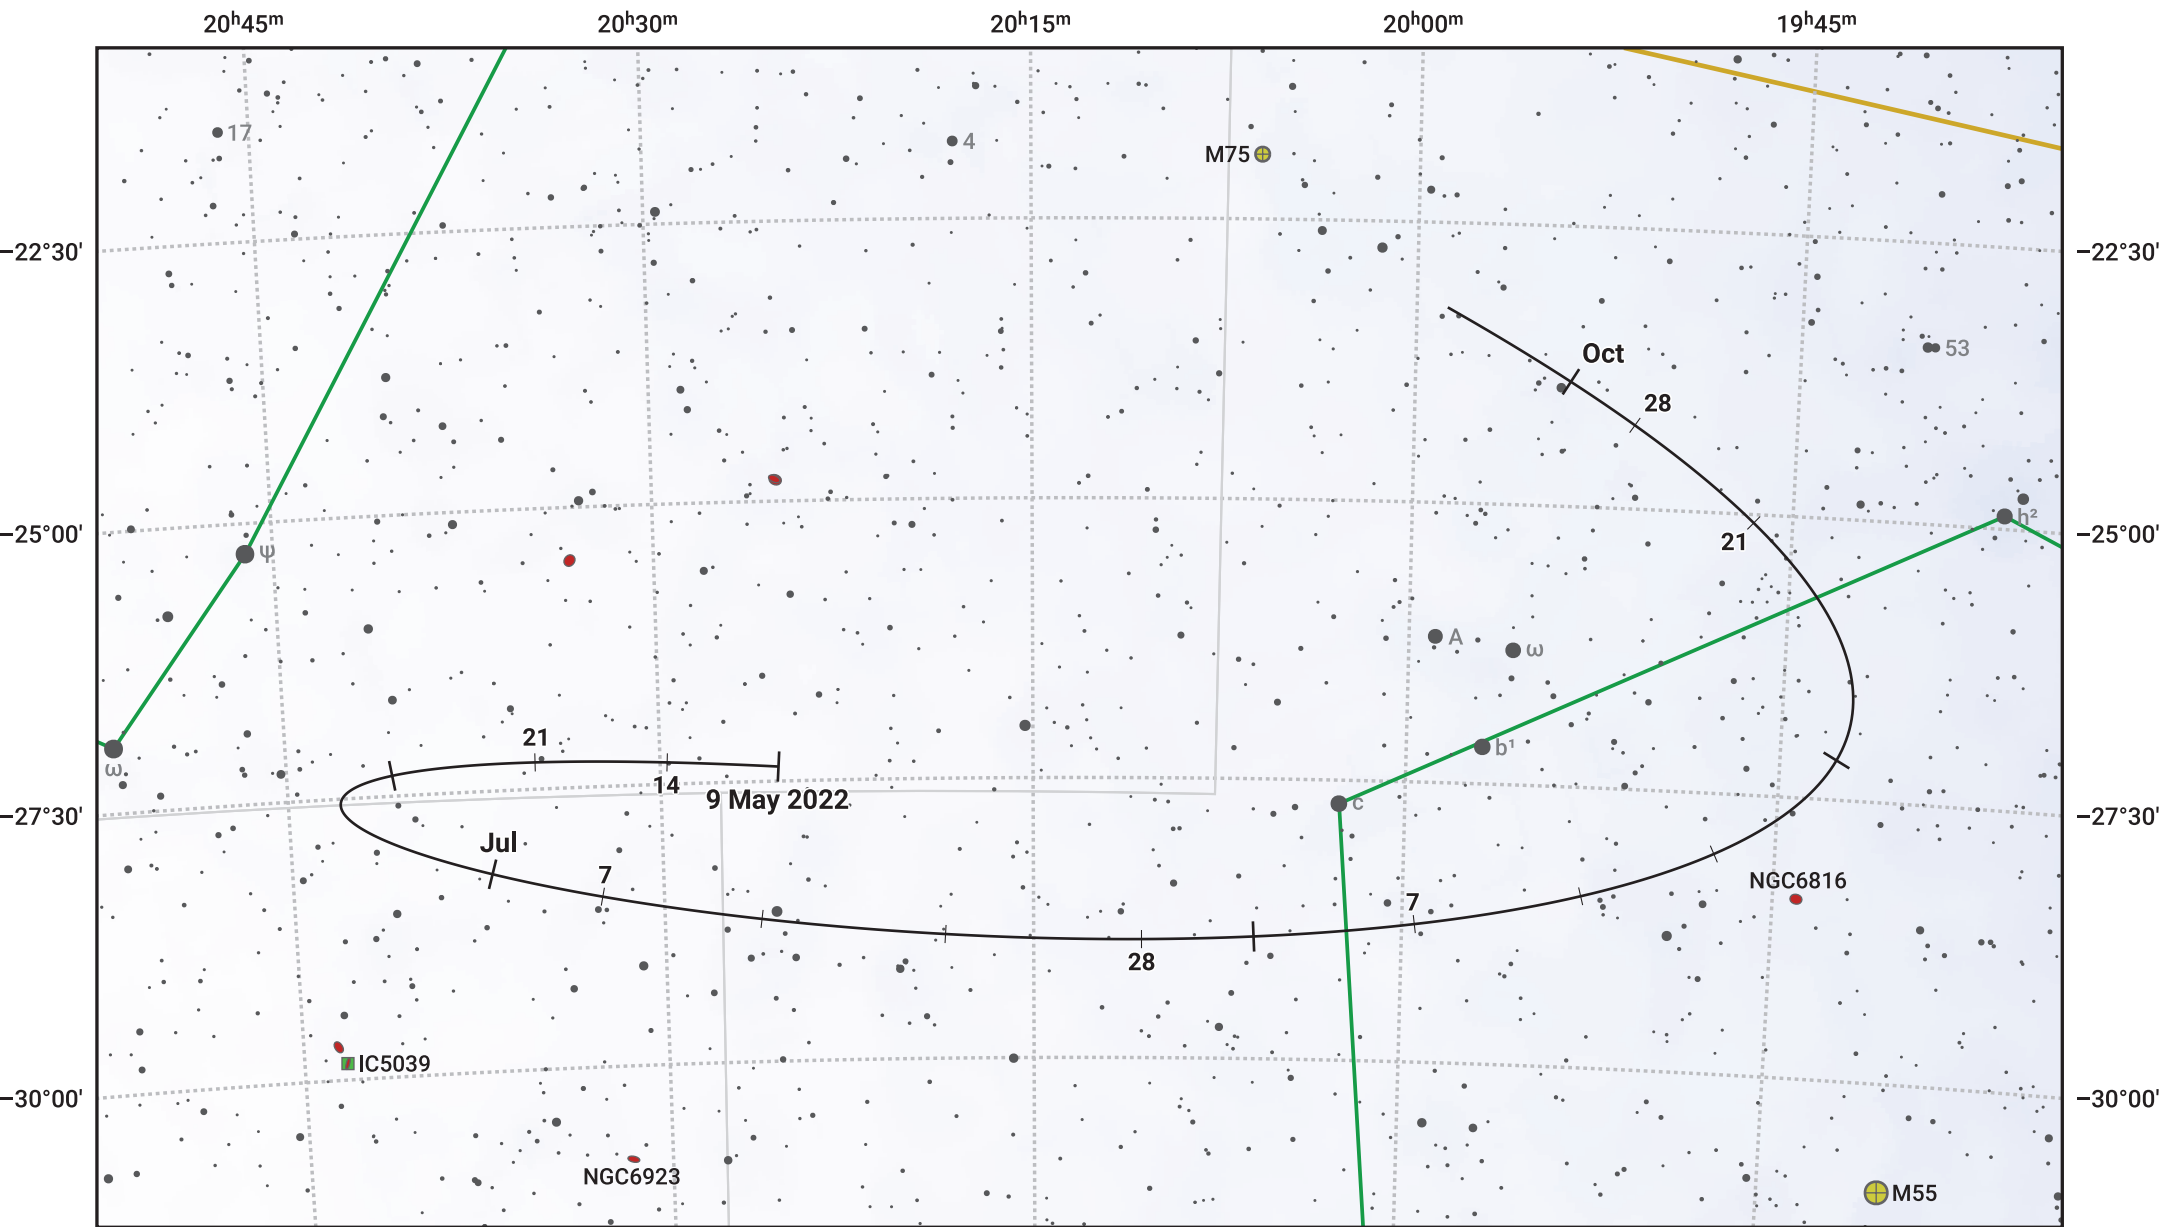 20ʰ45ᵐ 20ʰ30ᵐ 20ʰ15ᵐ 20ʰ00ᵐ 19ʰ45ᵐ
17
4
M75
−22°30' −22°30'
Oct
53
28
h²
−25°00' −25°00'
21
ψ
A
ω
21
b¹
ω
14
9 May 2022
c
−27°30' −27°30'
Jul
7
NGC6816
7
28
IC5039
−30°00' −30°00'
NGC6923
M55